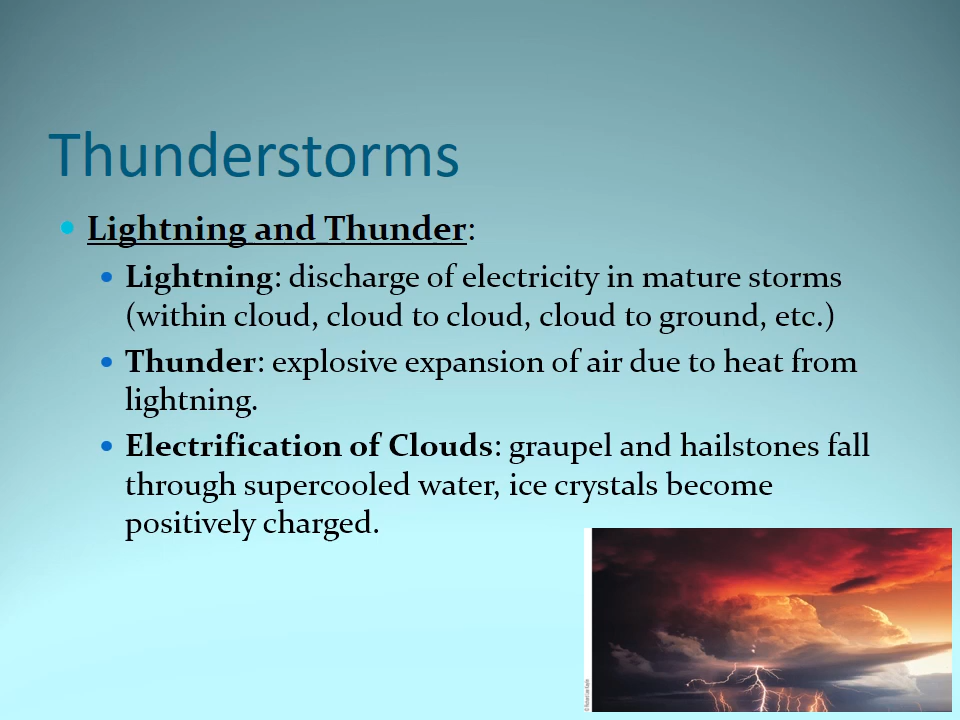 Thunderstorms
Lightning and Thunder:
Lightning: discharge of electricity in mature storms
(within cloud, cloud to cloud, cloud to ground, etc.)
Thunder: explosive expansion of air due to heat from
lightning.
Electrification of Clouds: graupel and hailstones fall
through supercooled water, ice crystals become
positively charged.